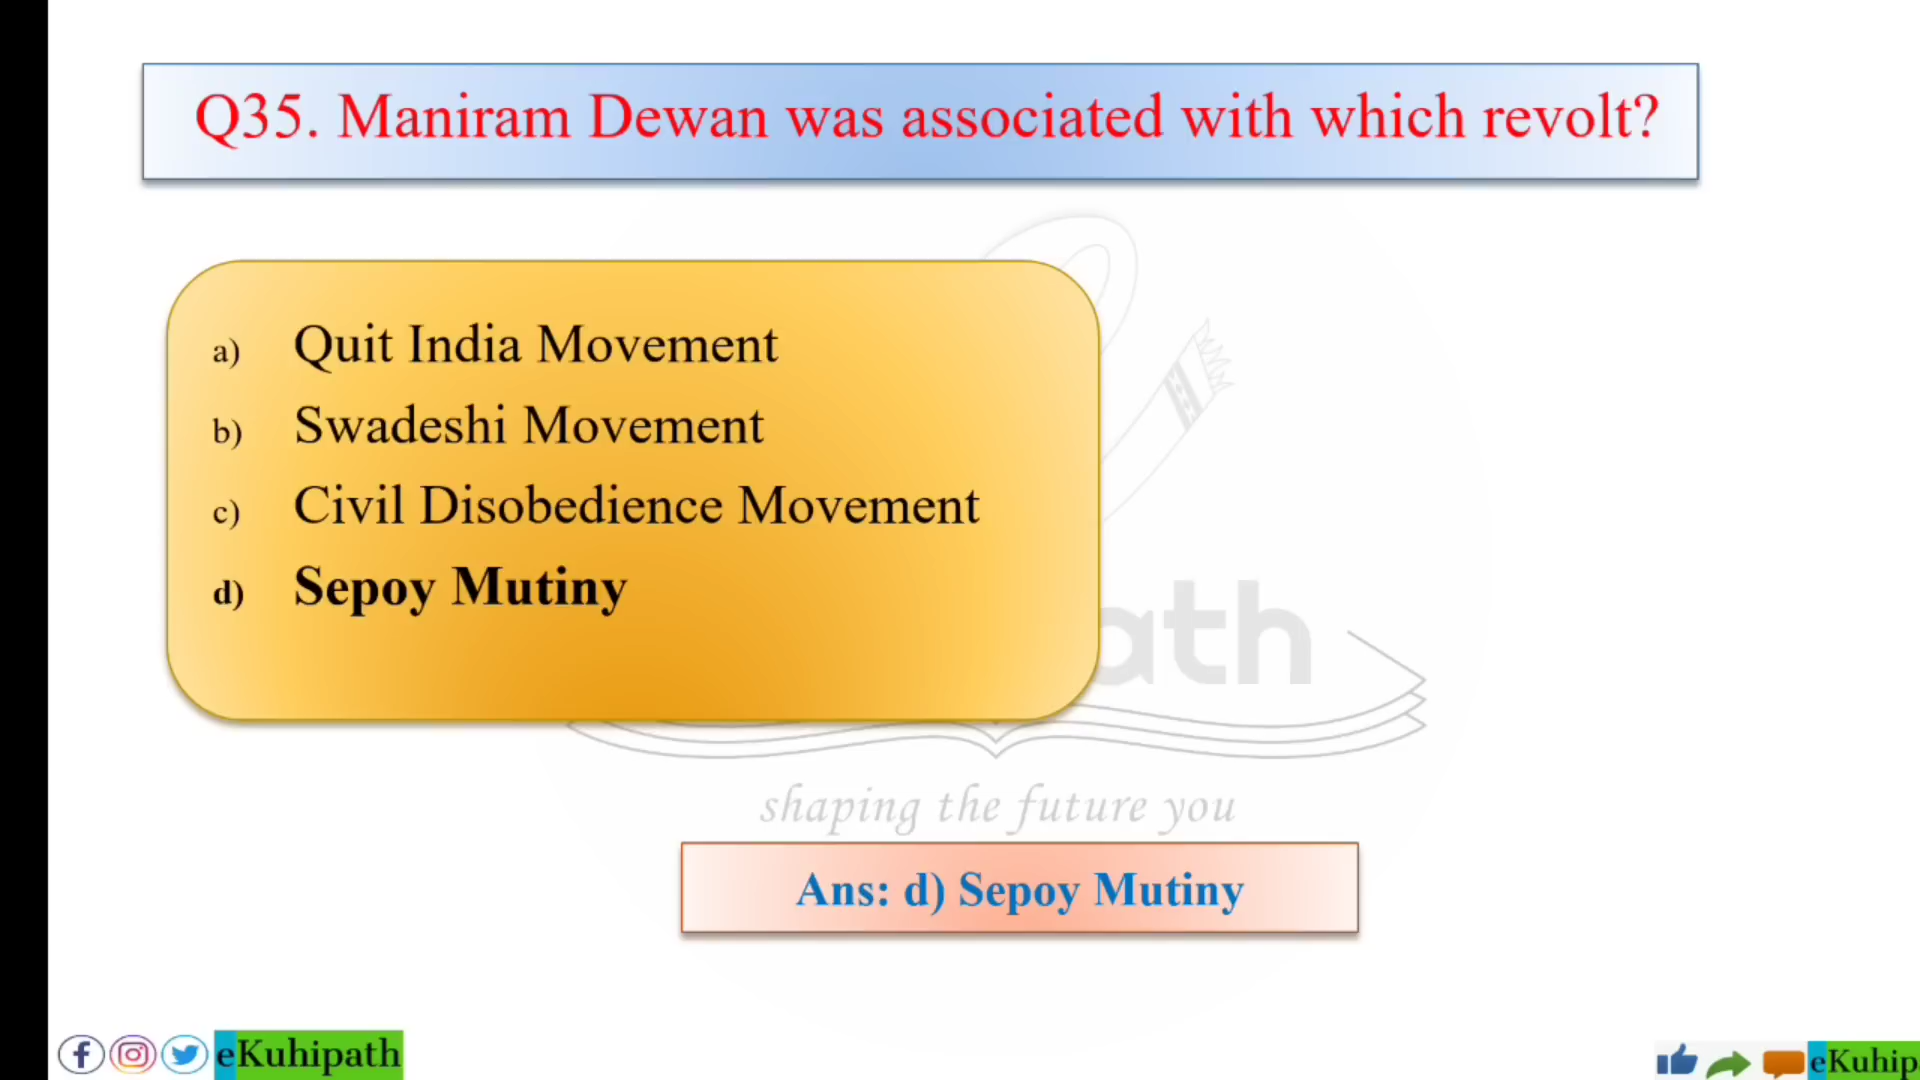 Q35. Maniram Dewan was associated with which revolt?
a) Quit India Movement
b) Swadeshi Movement
c) Civil Disobedience Movement
d) Sepoy Mutiny
ath
shaping the future you
Ans: d) Sepoy Mutiny
eKuhipath
eKuhip